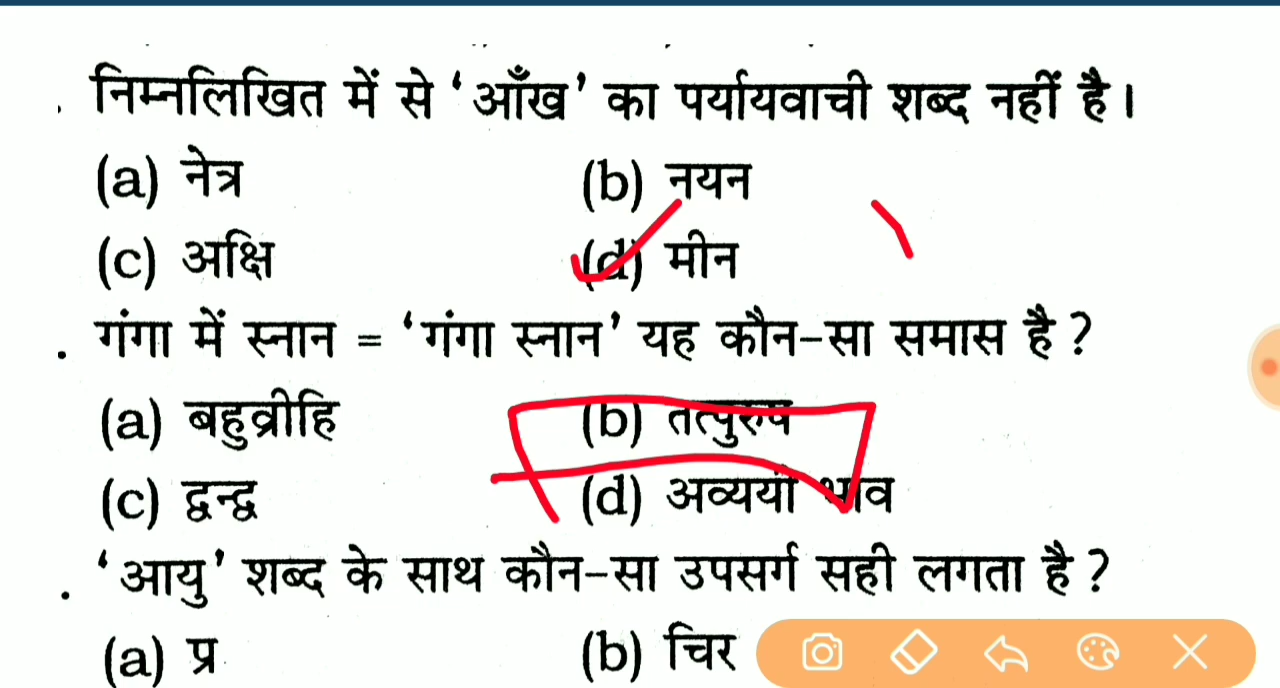 निम्नलिखित में से ‘आँख’ का पर्यायवाची शब्द नहीं है।
(a) नेत्र (b) नयन
(c) अक्षि (d) मीन
. गंगा में स्नान = ‘गंगा स्नान’ यह कौन-सा समास है ?
(a) बहुव्रीहि (b) तत्पुरुष
(c) द्वन्द्व (d) अव्ययी भाव
. ‘आयु’ शब्द के साथ कौन-सा उपसर्ग सही लगता है ?
(a) प्र (b) चिर